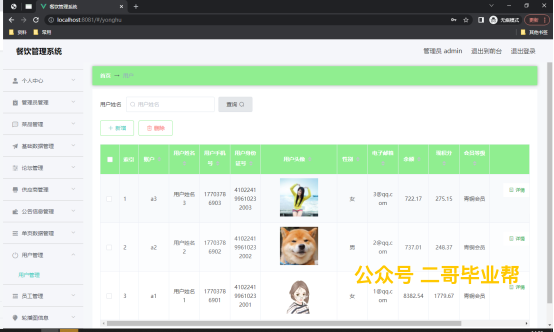 餐饮管理系统
localhost:8081/#/yonghu
无痕模式
更新
资料 常用 其他书签
餐饮管理系统 管理员 admin 退出到前台 退出登录
个人中心
管理员管理
菜品管理
基础数据管理
论坛管理
供应商管理
公告信息管理
单页数据管理
用户管理
用户管理
员工管理
轮播图信息
首页 用户
用户姓名 用户姓名 查询
新增 删除
索引 账户 用户姓名 用户手机号 用户身份证号 用户头像 性别 电子邮箱 余额 现积分 会员等级
1 a3 用户姓名3 17703786903 410224199610232003 女 3@qq.com 722.17 275.15 青铜会员 详情
2 a2 用户姓名2 17703786902 410224199610232002 男 2@qq.com 737.01 248.37 青铜会员 详情
3 a1 用户姓名1 17703786901 410224199610232001 女 1@qq.com 8382.54 1779.67 青铜会员 详情
公众号 二哥毕业帮